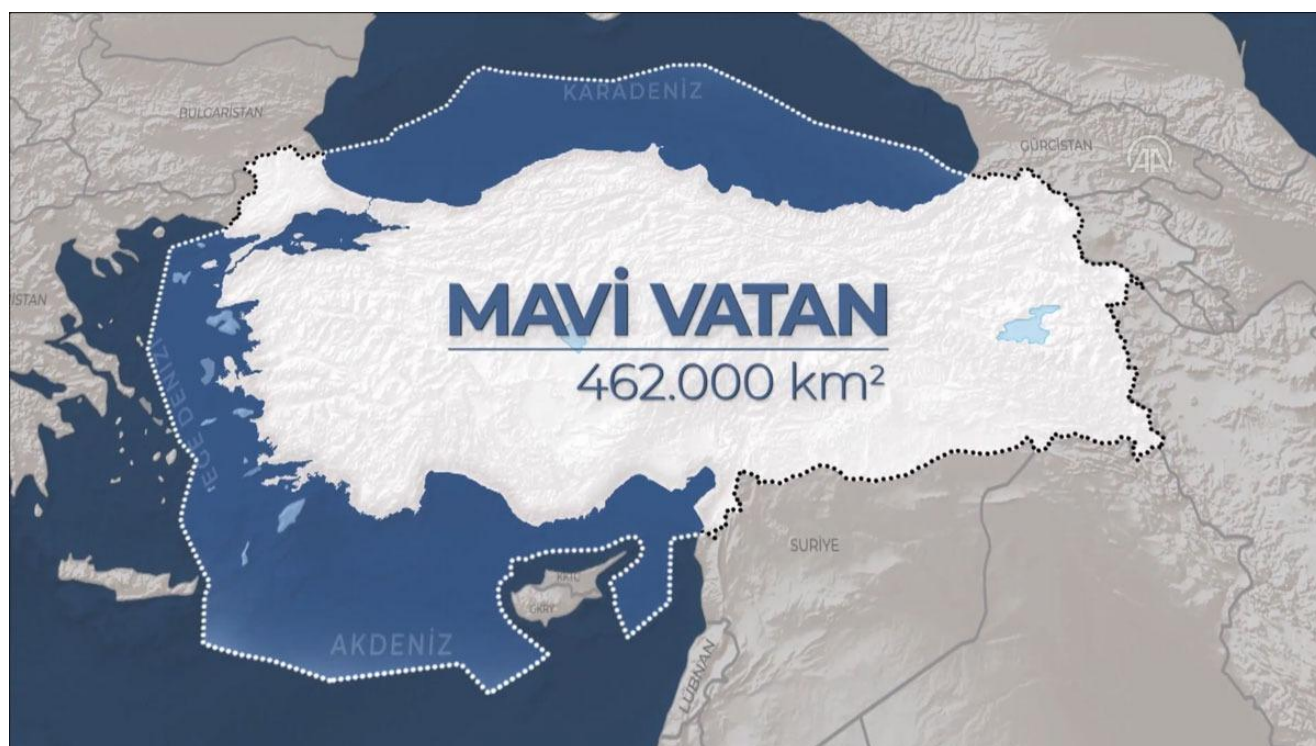 KARADENİZ
BULGARİSTAN
GÜRCİSTAN
AA
İSTAN
MAVİ VATAN
462.000 km²
EGE DENİZİ
SURİYE
KKTC
GKRY
AKDENİZ
LÜBNAN